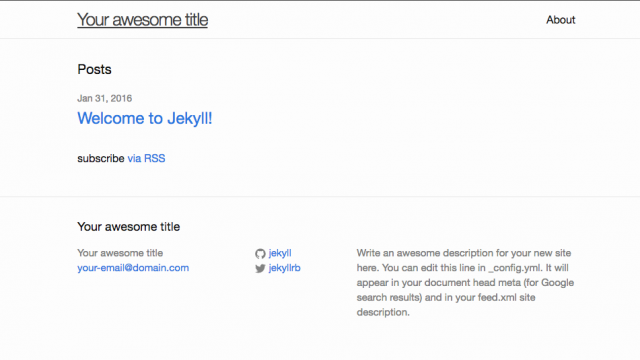 Your awesome title
About
Posts
Jan 31, 2016
Welcome to Jekyll!
subscribe via RSS
Your awesome title
Your awesome title
your-email@domain.com
jekyll
jekyllrb
Write an awesome description for your new site
here. You can edit this line in _config.yml. It will
appear in your document head meta (for Google
search results) and in your feed.xml site
description.